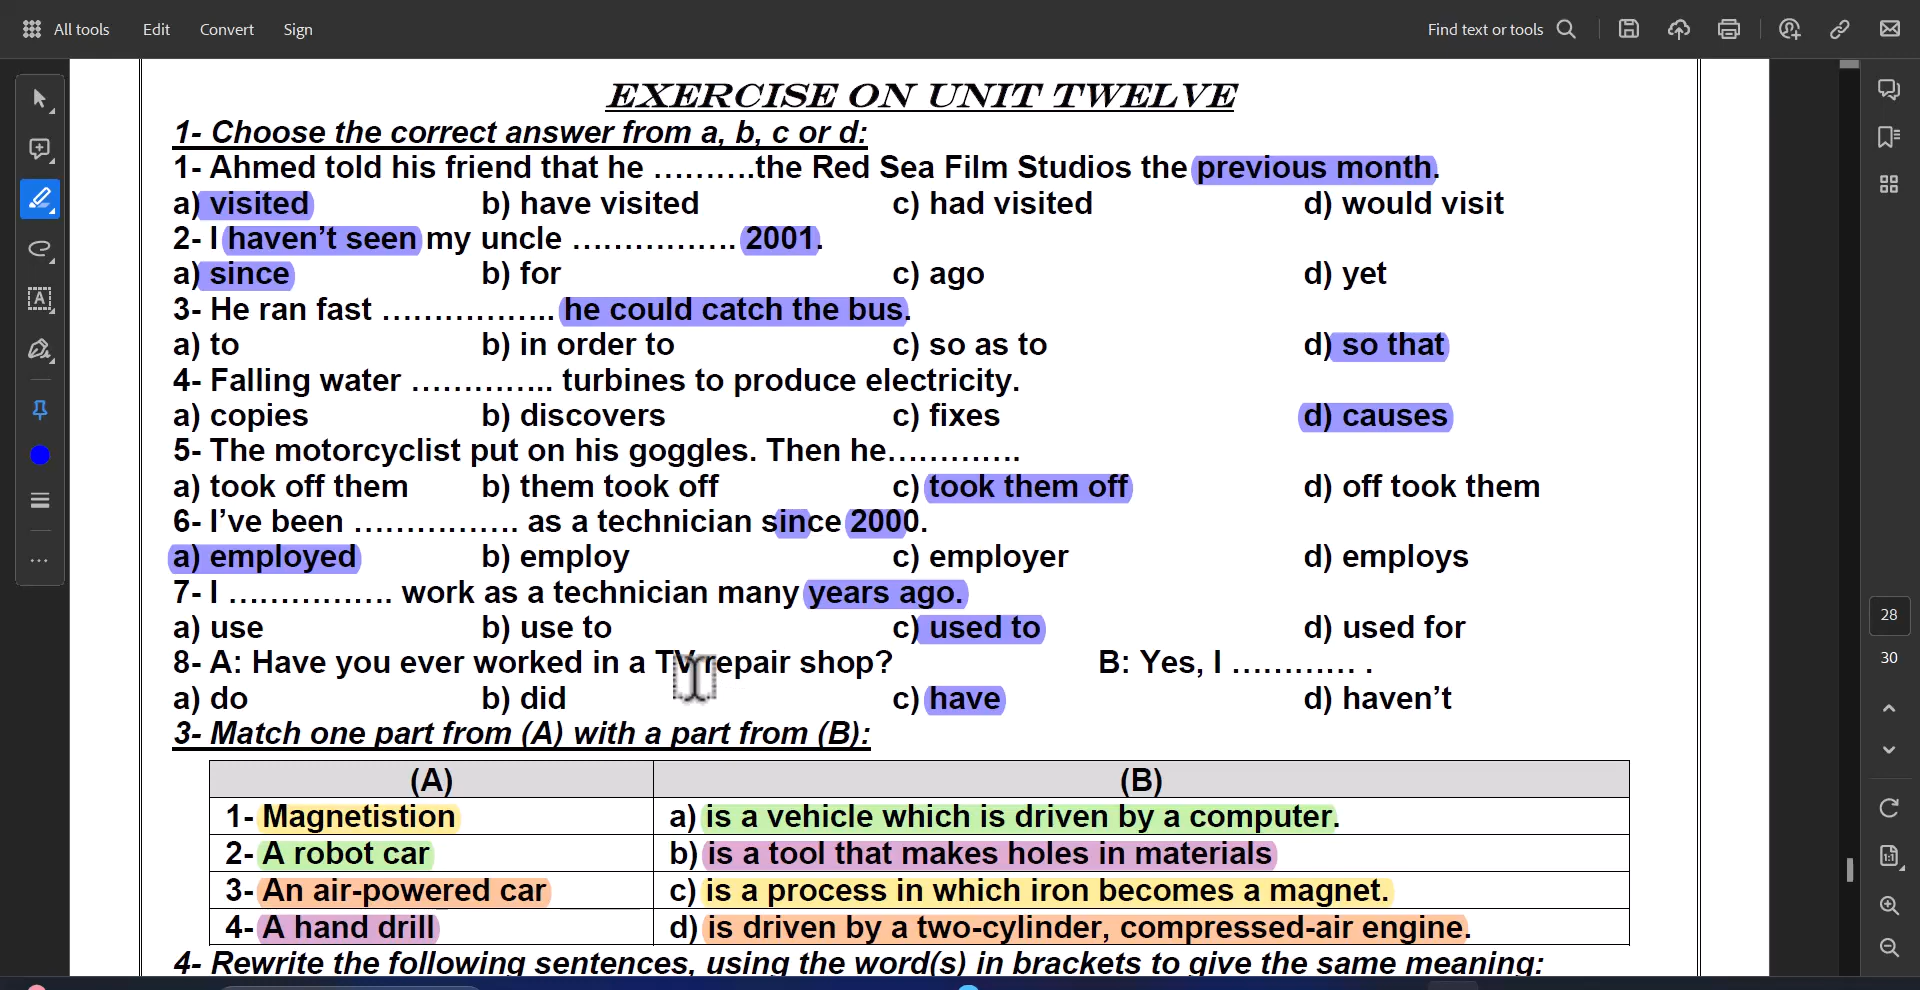 All tools Edit Convert Sign Find text or tools
EXERCISE ON UNIT TWELVE
1- Choose the correct answer from a, b, c or d:
1- Ahmed told his friend that he ..........the Red Sea Film Studios the previous month.
a) visited b) have visited c) had visited d) would visit
2- I haven't seen my uncle ................ 2001.
a) since b) for c) ago d) yet
3- He ran fast ................. he could catch the bus.
a) to b) in order to c) so as to d) so that
4- Falling water .............. turbines to produce electricity.
a) copies b) discovers c) fixes d) causes
5- The motorcyclist put on his goggles. Then he.............
a) took off them b) them took off c) took them off d) off took them
6- I've been ................ as a technician since 2000.
a) employed b) employ c) employer d) employs
7- I ................ work as a technician many years ago.
a) use b) use to c) used to d) used for
8- A: Have you ever worked in a TV repair shop? B: Yes, I ............ .
a) do b) did c) have d) haven't
3- Match one part from (A) with a part from (B):
(A) (B)
1- Magnetistion a) is a vehicle which is driven by a computer.
2- A robot car b) is a tool that makes holes in materials
3- An air-powered car c) is a process in which iron becomes a magnet.
4- A hand drill d) is driven by a two-cylinder, compressed-air engine.
4- Rewrite the following sentences, using the word(s) in brackets to give the same meaning:
28
30